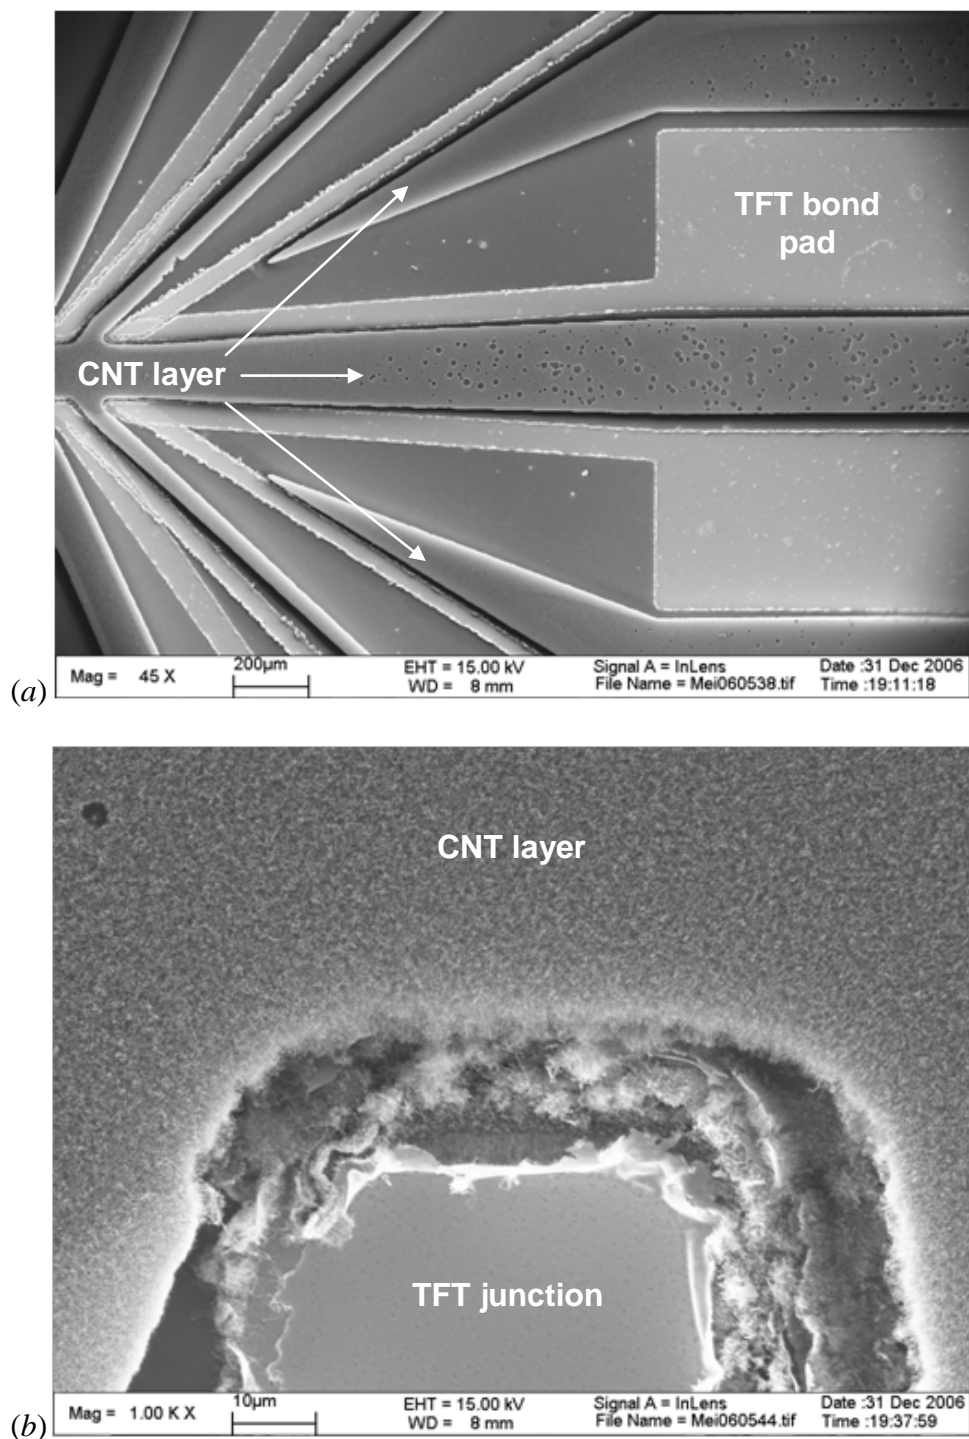 TFT bond
pad
CNT layer
Mag = 45 X
200µm
EHT = 15.00 kV
WD = 8 mm
Signal A = InLens
File Name = Mei060538.tif
Date :31 Dec 2006
Time :19:11:18
(a)
CNT layer
TFT junction
Mag = 1.00 K X
10µm
EHT = 15.00 kV
WD = 8 mm
Signal A = InLens
File Name = Mei060544.tif
Date :31 Dec 2006
Time :19:37:59
(b)